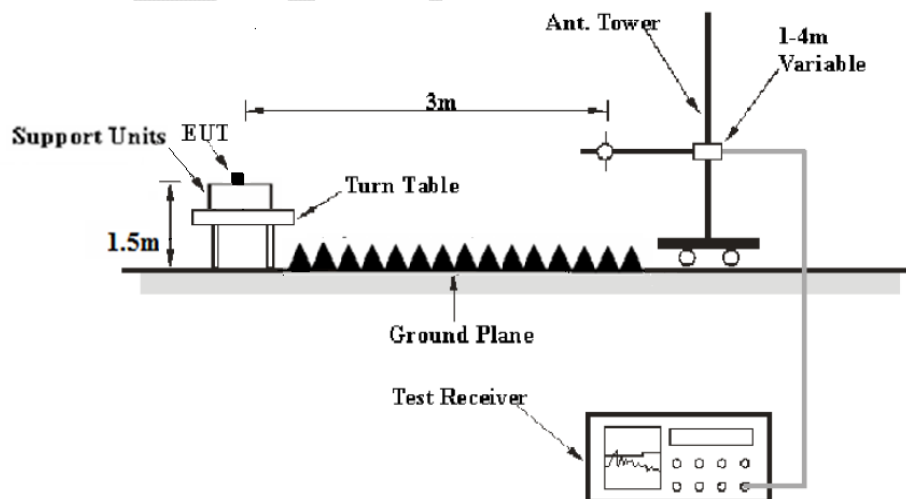 Ant. Tower
1-4m
Variable
3m
Support Units
EUT
Turn Table
1.5m
Ground Plane
Test Receiver